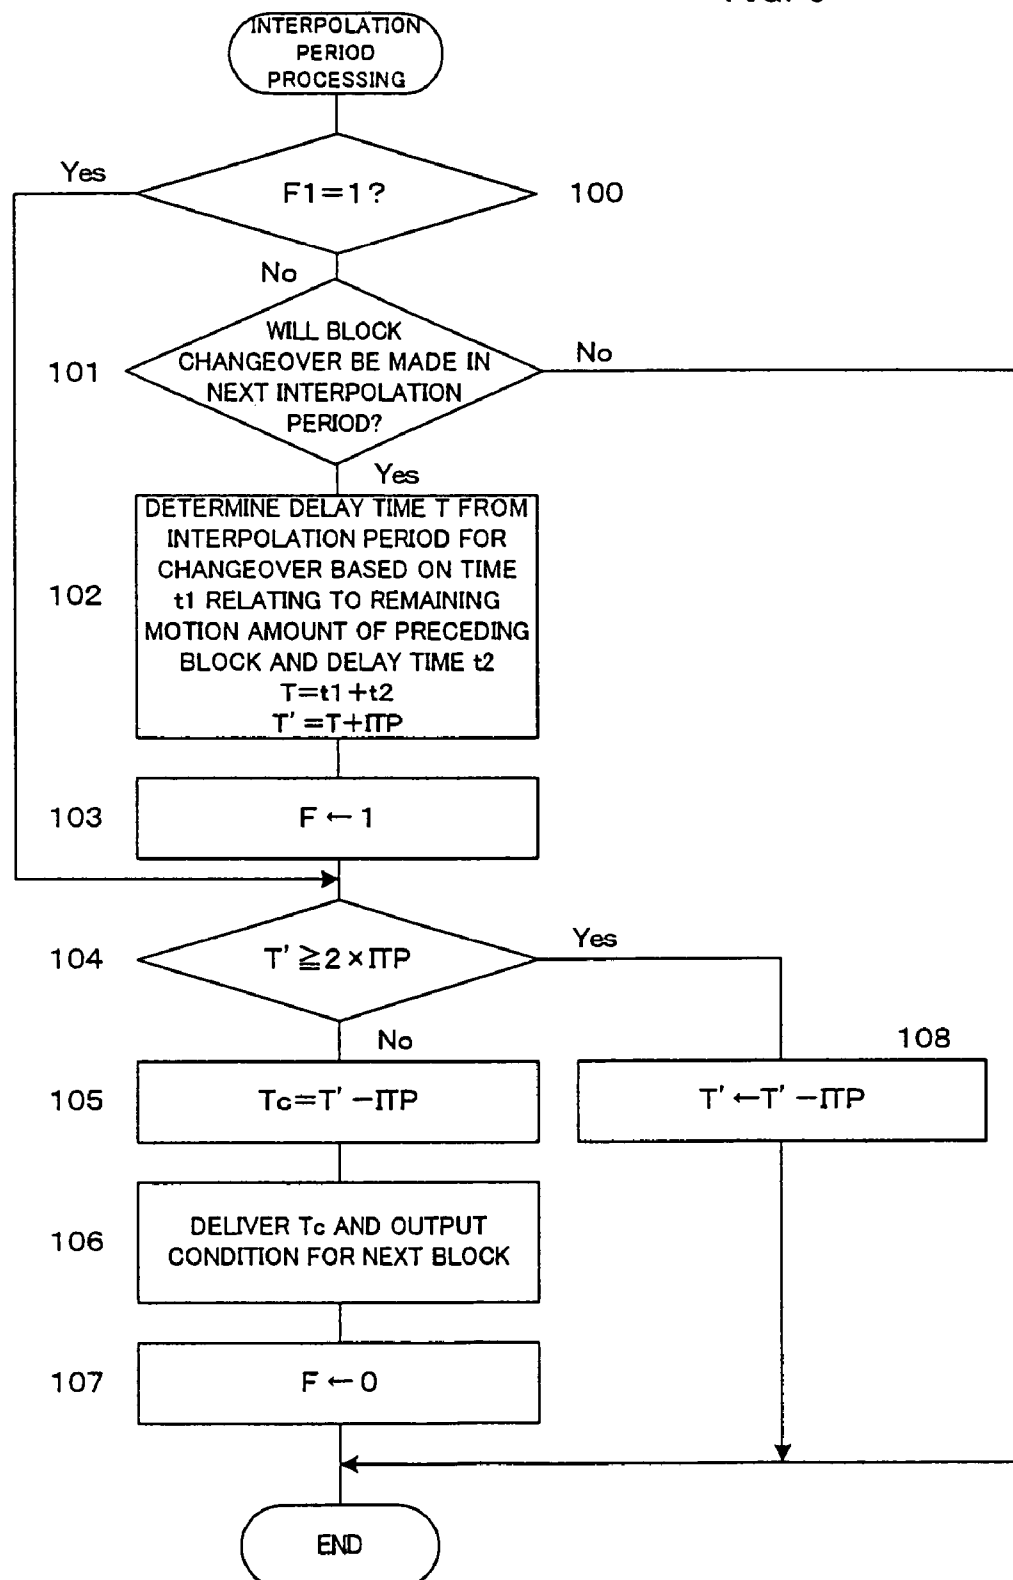 INTERPOLATION
PERIOD
PROCESSING
Yes
F1=1?
100
No
WILL BLOCK
CHANGEOVER BE MADE IN
NEXT INTERPOLATION
PERIOD?
101
No
Yes
DETERMINE DELAY TIME T FROM
INTERPOLATION PERIOD FOR
CHANGEOVER BASED ON TIME
t1 RELATING TO REMAINING
MOTION AMOUNT OF PRECEDING
BLOCK AND DELAY TIME t2
T=t1+t2
T'=T+ITP
102
103
F←1
104
T'≧2×ITP
Yes
No
108
105
Tc=T'-ITP
T'←T'-ITP
106
DELIVER Tc AND OUTPUT
CONDITION FOR NEXT BLOCK
107
F←0
END